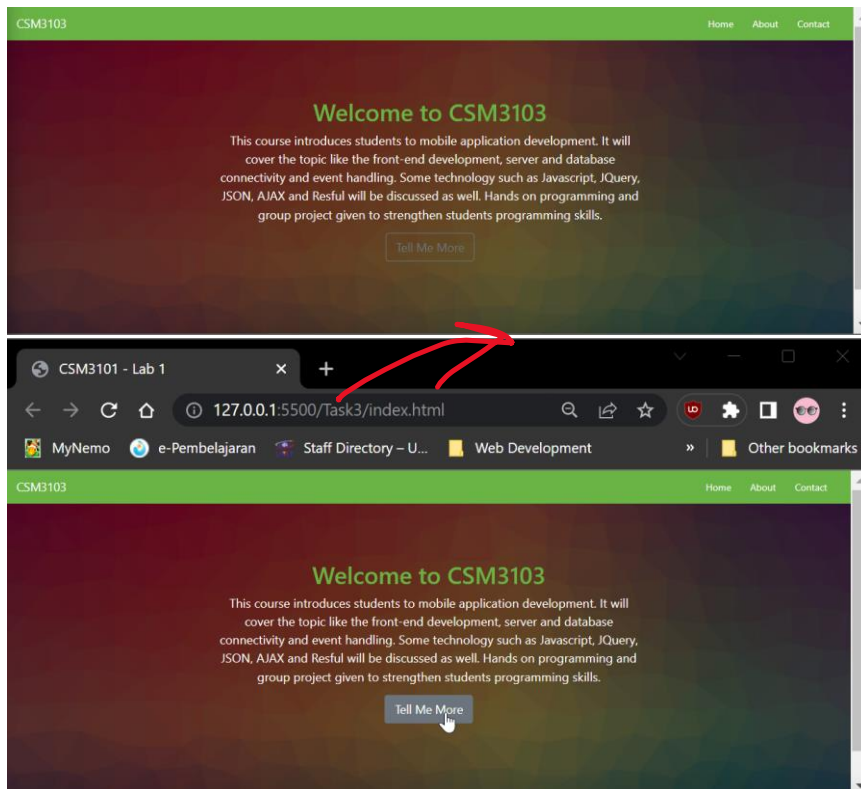 CSM3103
Home About Contact
Welcome to CSM3103
This course introduces students to mobile application development. It will
cover the topic like the front-end development, server and database
connectivity and event handling. Some technology such as Javascript, JQuery,
JSON, AJAX and Resful will be discussed as well. Hands on programming and
group project given to strengthen students programming skills.
Tell Me More
CSM3101 - Lab 1
127.0.0.1:5500/Task3/index.html
MyNemo e-Pembelajaran Staff Directory – U... Web Development » Other bookmarks
CSM3103
Home About Contact
Welcome to CSM3103
This course introduces students to mobile application development. It will
cover the topic like the front-end development, server and database
connectivity and event handling. Some technology such as Javascript, JQuery,
JSON, AJAX and Resful will be discussed as well. Hands on programming and
group project given to strengthen students programming skills.
Tell Me More